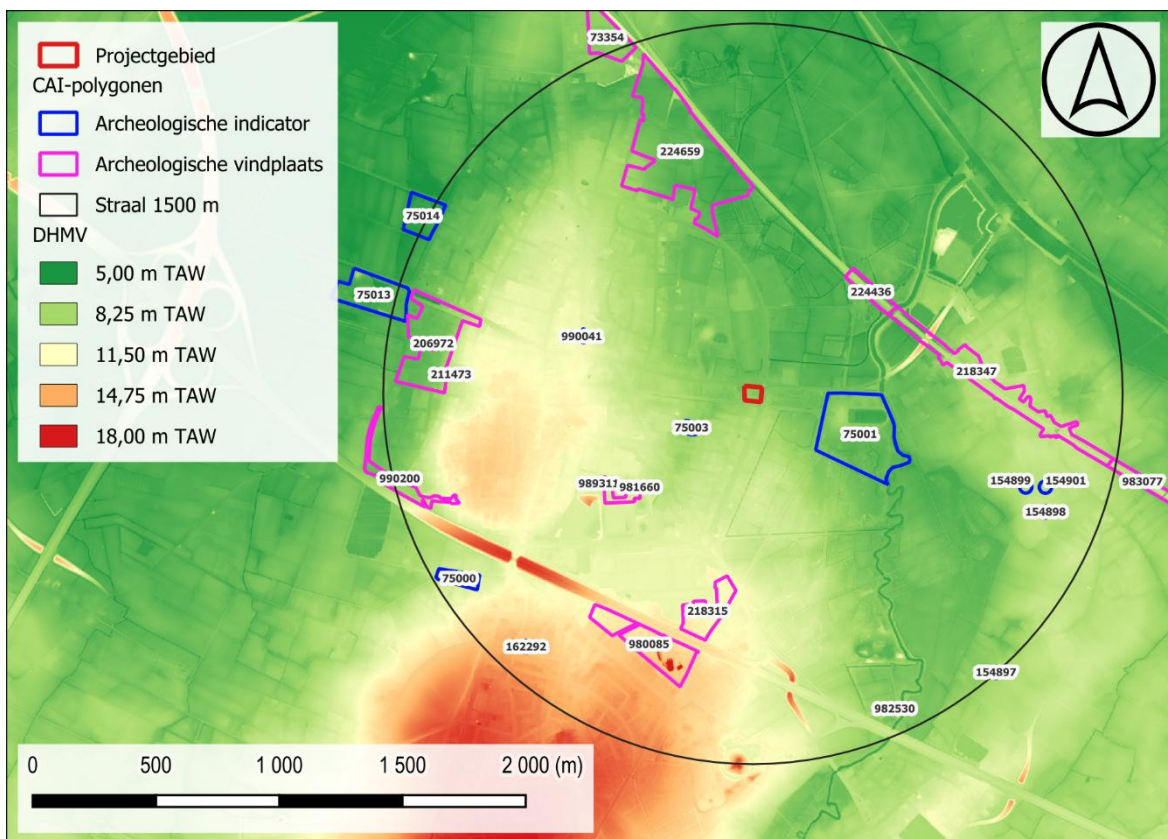 Projectgebied
CAI-polygonen
Archeologische indicator
Archeologische vindplaats
Straal 1500 m
DHMV
5,00 m TAW
8,25 m TAW
11,50 m TAW
14,75 m TAW
18,00 m TAW
73354
224659
75014
75013
224436
206972
990041
211473
218347
75003
75001
990200
989311
981660
154899
154901
983077
154898
75000
218315
162292
980085
154897
982530
0
500
1 000
1 500
2 000 (m)